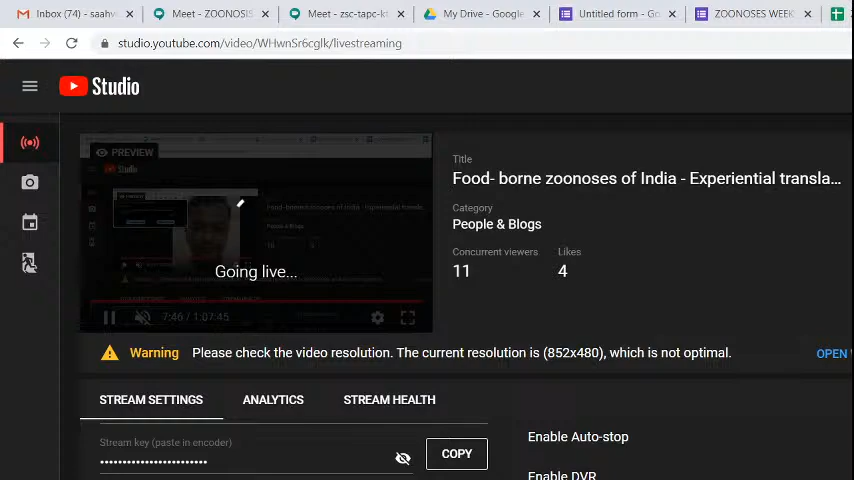 Inbox (74) - saahv
Meet - ZOONOSIS
Meet - zsc-tapc-kt
My Drive - Google
Untitled form - Go
ZOONOSES WEEK
studio.youtube.com/video/WHwnSr6cglk/livestreaming
Studio
PREVIEW
Going live...
7:46 / 1:07:45
Title
Food- borne zoonoses of India - Experiential transla...
Category
People & Blogs
Concurrent viewers
Likes
11
4
Warning Please check the video resolution. The current resolution is (852x480), which is not optimal.
OPEN
STREAM SETTINGS
ANALYTICS
STREAM HEALTH
Stream key (paste in encoder)
••••••••••••••••••••••••
COPY
Enable Auto-stop
Enable DVR